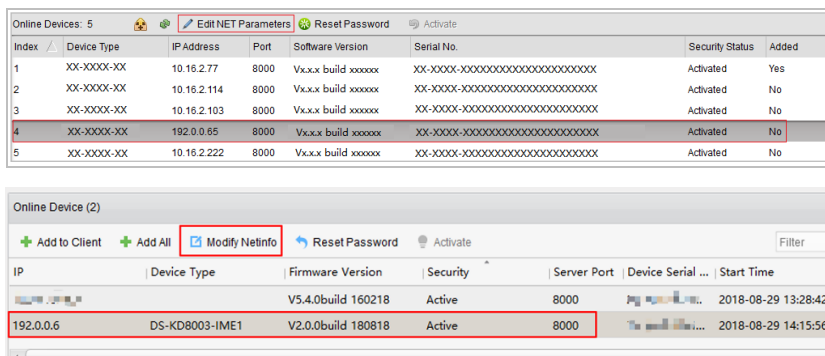 Online Devices: 5 Edit NET Parameters Reset Password Activate
Index Device Type IP Address Port Software Version Serial No. Security Status Added
1 XX-XXXX-XX 10.16.2.77 8000 Vx.x.x build xxxxxx XX-XXXX-XXXXXXXXXXXXXXXXXXXXXXX Activated Yes
2 XX-XXXX-XX 10.16.2.114 8000 Vx.x.x build xxxxxx XX-XXXX-XXXXXXXXXXXXXXXXXXXXXXX Activated No
3 XX-XXXX-XX 10.16.2.103 8000 Vx.x.x build xxxxxx XX-XXXX-XXXXXXXXXXXXXXXXXXXXXXX Activated No
4 XX-XXXX-XX 192.0.0.65 8000 Vx.x.x build xxxxxx XX-XXXX-XXXXXXXXXXXXXXXXXXXXXXX Activated No
5 XX-XXXX-XX 10.16.2.222 8000 Vx.x.x build xxxxxx XX-XXXX-XXXXXXXXXXXXXXXXXXXXXXX Activated No
Online Device (2)
Add to Client Add All Modify Netinfo Reset Password Activate Filter
IP Device Type Firmware Version Security Server Port Device Serial ... Start Time
V5.4.0build 160218 Active 8000 2018-08-29 13:28:42
192.0.0.6 DS-KD8003-IME1 V2.0.0build 180818 Active 8000 2018-08-29 14:15:56